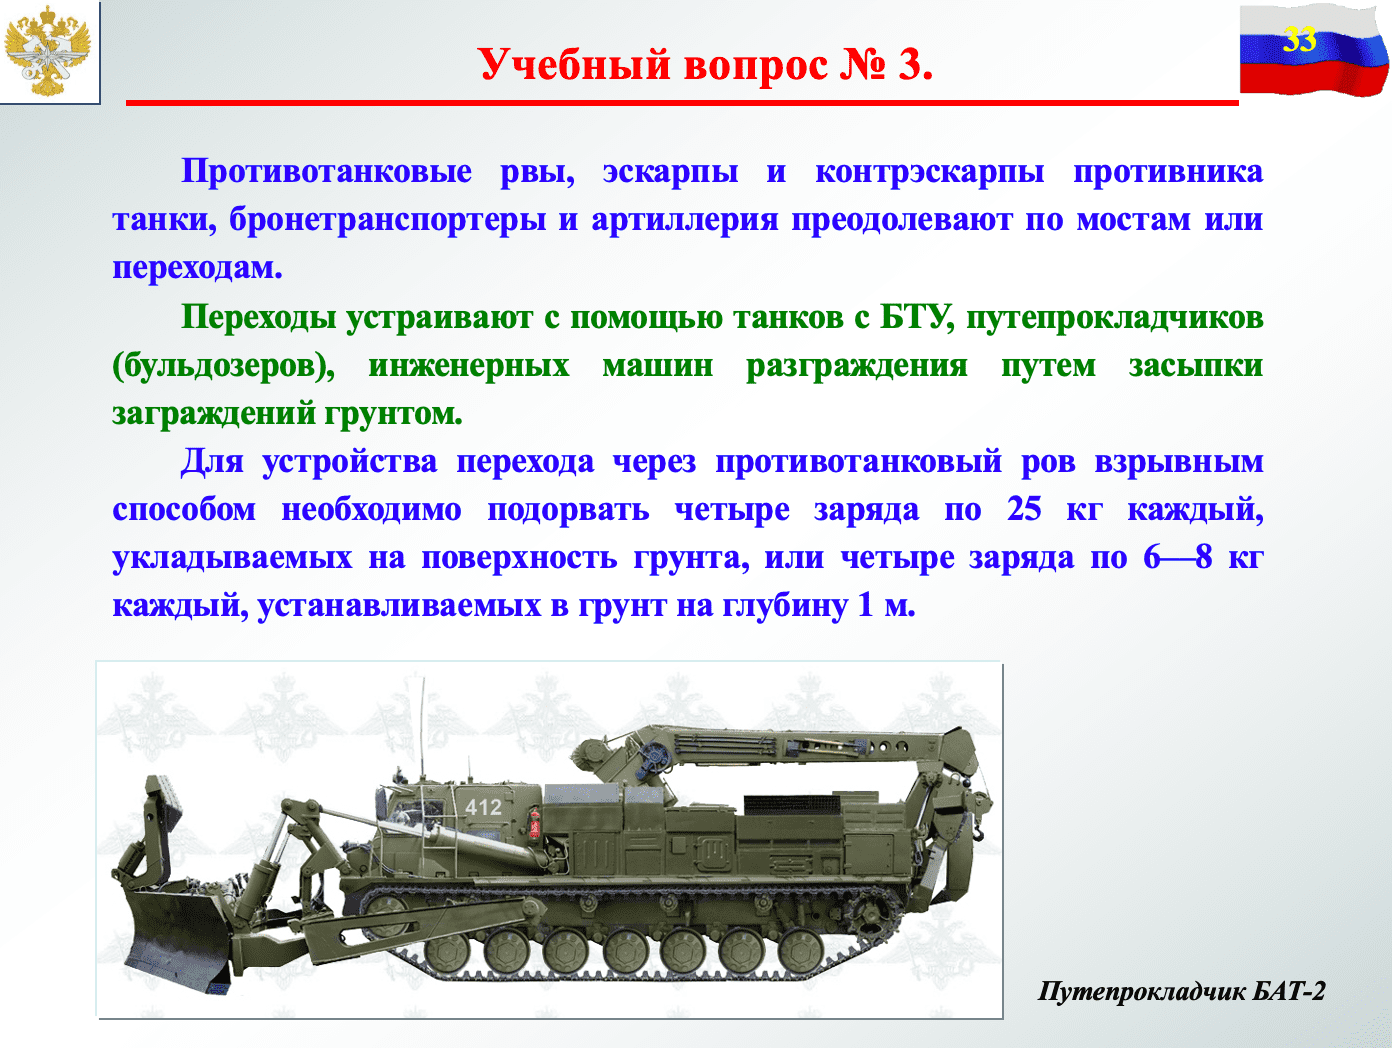 33
Учебный вопрос № 3.
Противотанковые рвы, эскарпы и контрэскарпы противника
танки, бронетранспортеры и артиллерия преодолевают по мостам или
переходам.
Переходы устраивают с помощью танков с БТУ, путепрокладчиков
(бульдозеров), инженерных машин разграждения путем засыпки
заграждений грунтом.
Для устройства перехода через противотанковый ров взрывным
способом необходимо подорвать четыре заряда по 25 кг каждый,
укладываемых на поверхность грунта, или четыре заряда по 6—8 кг
каждый, устанавливаемых в грунт на глубину 1 м.
412
Путепрокладчик БАТ-2